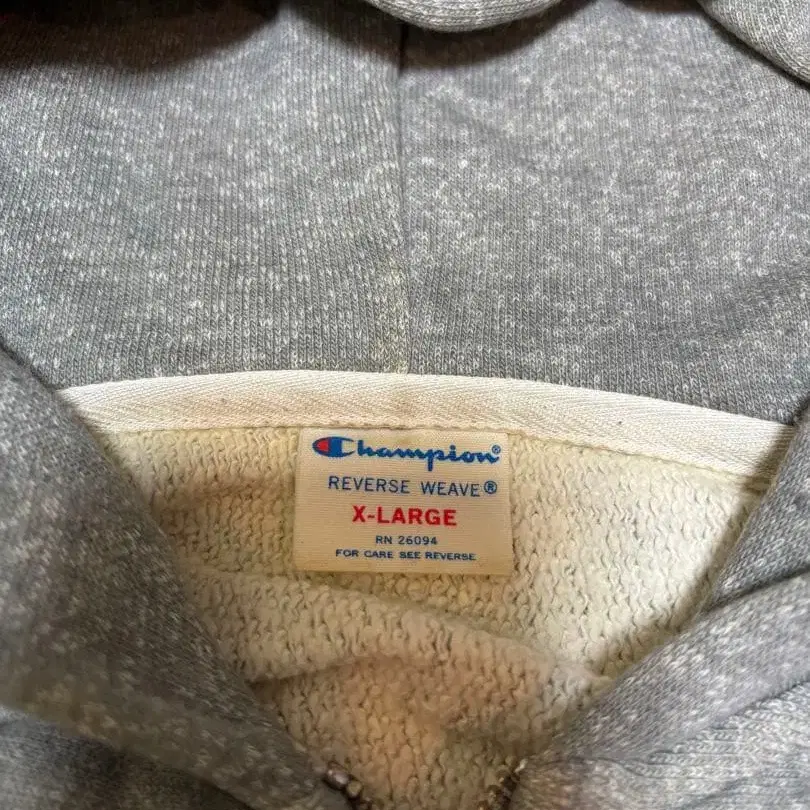 Champion®
REVERSE WEAVE®
X-LARGE
RN 26094
FOR CARE SEE REVERSE